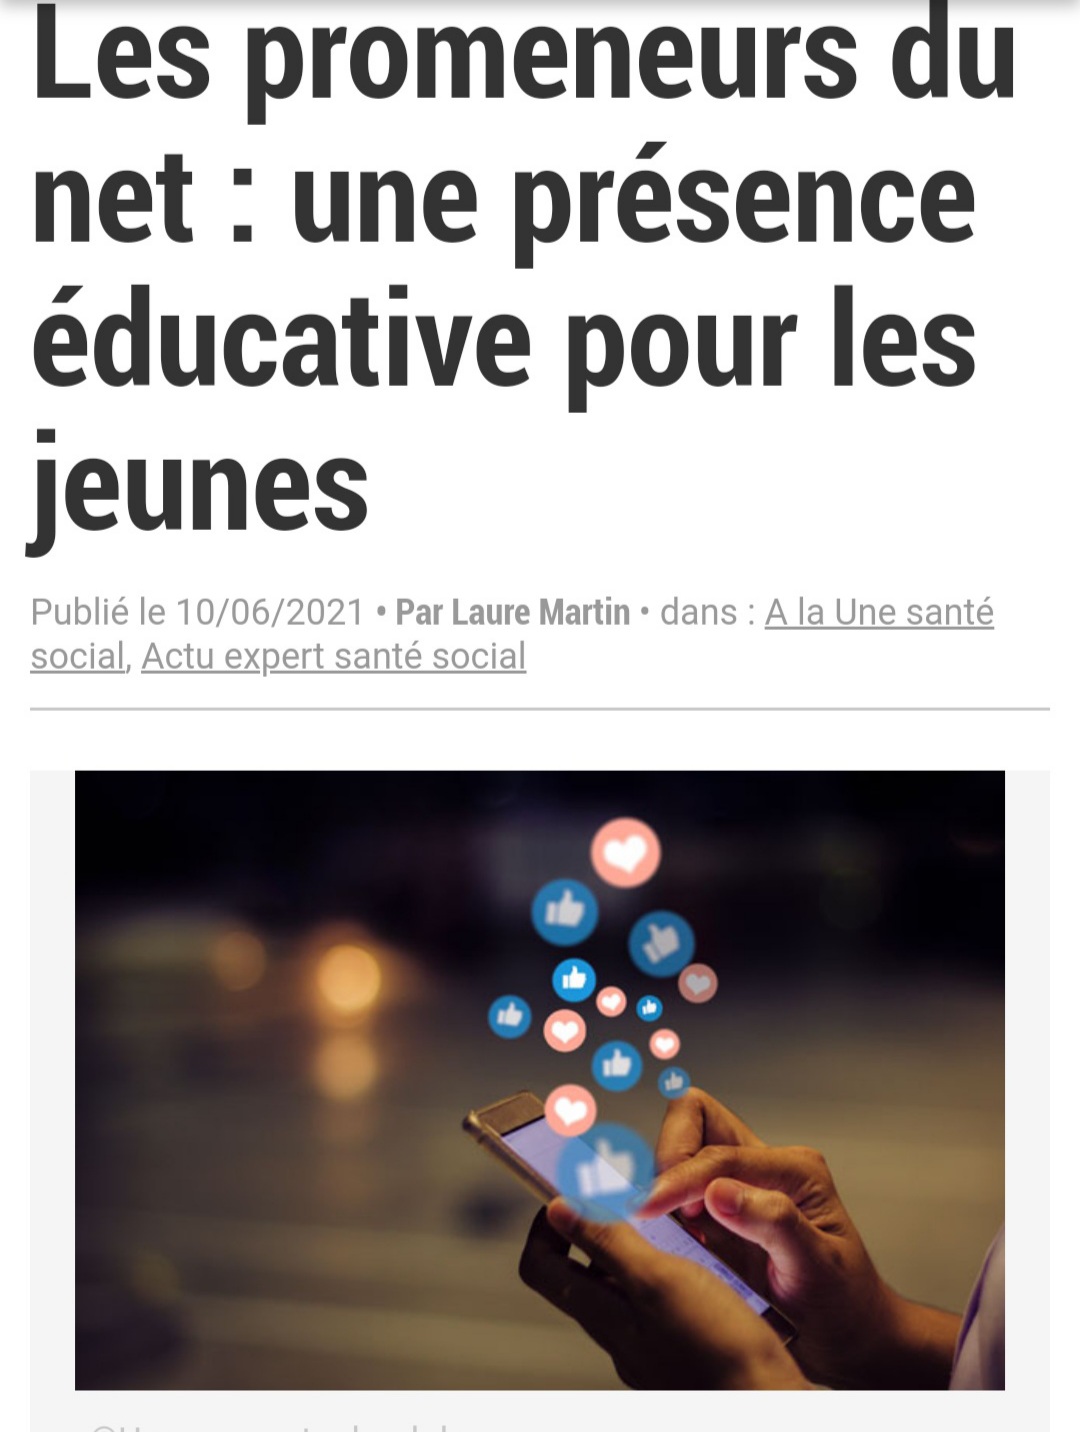 Les promeneurs du
net : une présence
éducative pour les
jeunes
Publié le 10/06/2021 • Par Laure Martin • dans : A la Une santé
social, Actu expert santé social